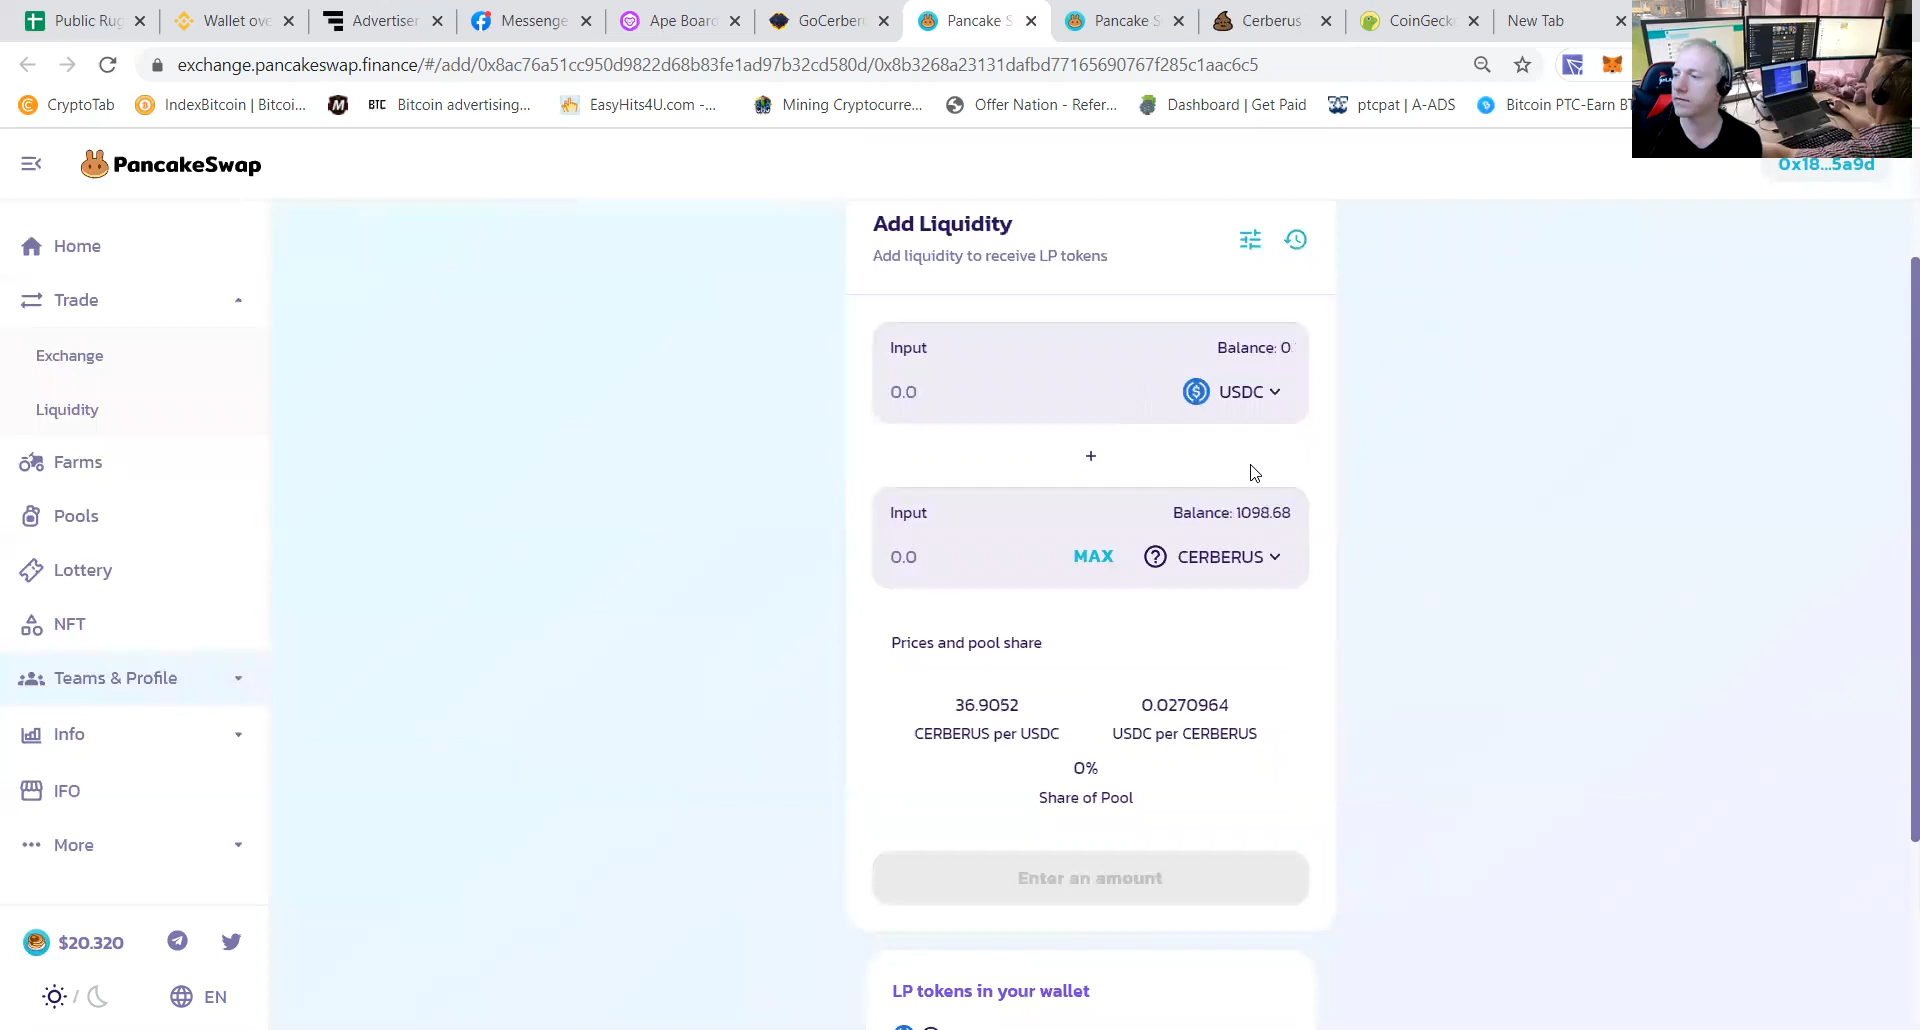 Public Rug
Wallet ove
Advertiser
Messenge
Ape Board
GoCerber
Pancake S
Pancake S
Cerberus
CoinGeck
New Tab
exchange.pancakeswap.finance/#/add/0x8ac76a51cc950d9822d68b83fe1ad97b32cd580d/0x8b3268a23131dafbd77165690767f285c1aac6c5
CryptoTab
IndexBitcoin | Bitcoi...
BTC Bitcoin advertising...
EasyHits4U.com -...
Mining Cryptocurre...
Offer Nation - Refer...
Dashboard | Get Paid
ptcpat | A-ADS
Bitcoin PTC-Earn BT
PancakeSwap
0x18...5a9d
Home
Trade
Exchange
Liquidity
Farms
Pools
Lottery
NFT
Teams & Profile
Info
IFO
More
$20.320
EN
Add Liquidity
Add liquidity to receive LP tokens
Input Balance: 0
0.0 USDC
+
Input Balance: 1098.68
0.0 MAX CERBERUS
Prices and pool share
36.9052 0.0270964
CERBERUS per USDC USDC per CERBERUS
0%
Share of Pool
Enter an amount
LP tokens in your wallet